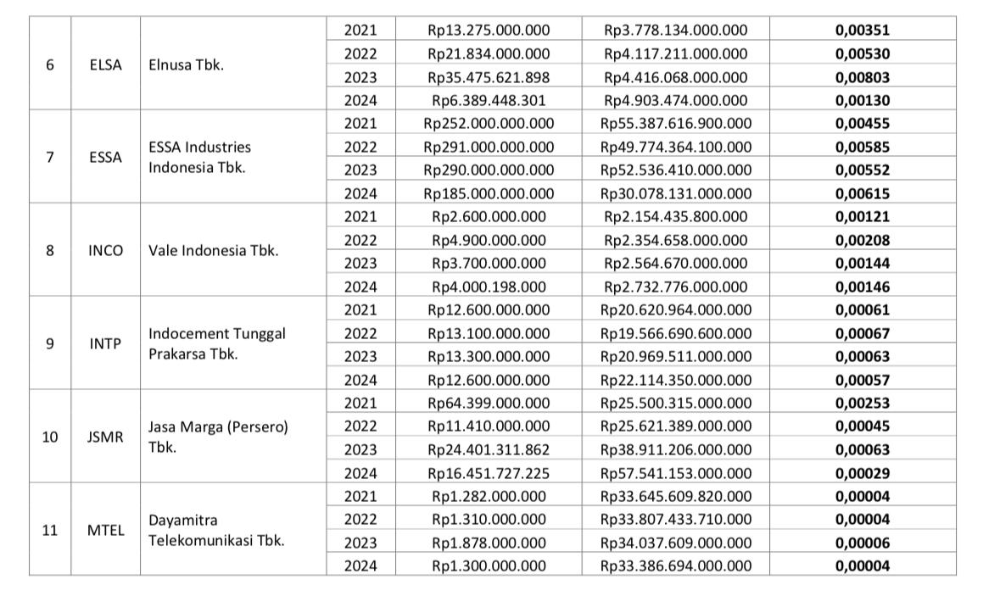 6 ELSA Elnusa Tbk. 2021 Rp13.275.000.000 Rp3.778.134.000.000 0,00351
2022 Rp21.834.000.000 Rp4.117.211.000.000 0,00530
2023 Rp35.475.621.898 Rp4.416.068.000.000 0,00803
2024 Rp6.389.448.301 Rp4.903.474.000.000 0,00130
7 ESSA ESSA Industries Indonesia Tbk. 2021 Rp252.000.000.000 Rp55.387.616.900.000 0,00455
2022 Rp291.000.000.000 Rp49.774.364.100.000 0,00585
2023 Rp290.000.000.000 Rp52.536.410.000.000 0,00552
2024 Rp185.000.000.000 Rp30.078.131.000.000 0,00615
8 INCO Vale Indonesia Tbk. 2021 Rp2.600.000.000 Rp2.154.435.800.000 0,00121
2022 Rp4.900.000.000 Rp2.354.658.000.000 0,00208
2023 Rp3.700.000.000 Rp2.564.670.000.000 0,00144
2024 Rp4.000.198.000 Rp2.732.776.000.000 0,00146
9 INTP Indocement Tunggal Prakarsa Tbk. 2021 Rp12.600.000.000 Rp20.620.964.000.000 0,00061
2022 Rp13.100.000.000 Rp19.566.690.600.000 0,00067
2023 Rp13.300.000.000 Rp20.969.511.000.000 0,00063
2024 Rp12.600.000.000 Rp22.114.350.000.000 0,00057
10 JSMR Jasa Marga (Persero) Tbk. 2021 Rp64.399.000.000 Rp25.500.315.000.000 0,00253
2022 Rp11.410.000.000 Rp25.621.389.000.000 0,00045
2023 Rp24.401.311.862 Rp38.911.206.000.000 0,00063
2024 Rp16.451.727.225 Rp57.541.153.000.000 0,00029
11 MTEL Dayamitra Telekomunikasi Tbk. 2021 Rp1.282.000.000 Rp33.645.609.820.000 0,00004
2022 Rp1.310.000.000 Rp33.807.433.710.000 0,00004
2023 Rp1.878.000.000 Rp34.037.609.000.000 0,00006
2024 Rp1.300.000.000 Rp33.386.694.000.000 0,00004